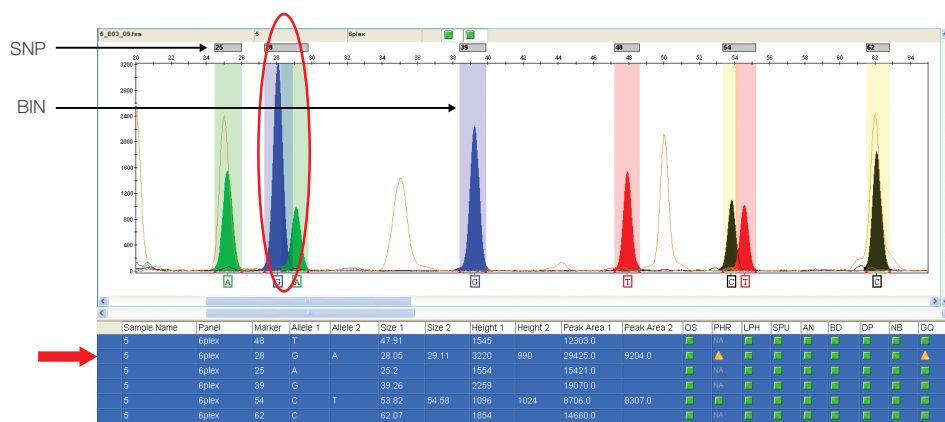 5_E03_09.fsa 5 6plex
SNP 25 28 39 48 54 62
20 22 24 26 28 30 32 34 36 38 40 42 44 46 48 50 52 54 56 58 60 62 64
3200
2800
BIN
2400
2000
1600
1200
800
400
0
A G A G T C T C
Sample Name Panel Marker Allele 1 Allele 2 Size 1 Size 2 Height 1 Height 2 Peak Area 1 Peak Area 2 OS PHR LPH SPU AN BD DP NB GQ
5 6plex 48 T 47.91 1545 12303.0 NA
5 6plex 28 G A 28.05 29.11 3220 990 29425.0 9204.0
5 6plex 25 A 25.2 1554 15421.0 NA
5 6plex 39 G 39.26 2259 19070.0 NA
5 6plex 54 C T 53.82 54.58 1096 1024 8706.0 8307.0
5 6plex 62 C 62.07 1854 14660.0 NA